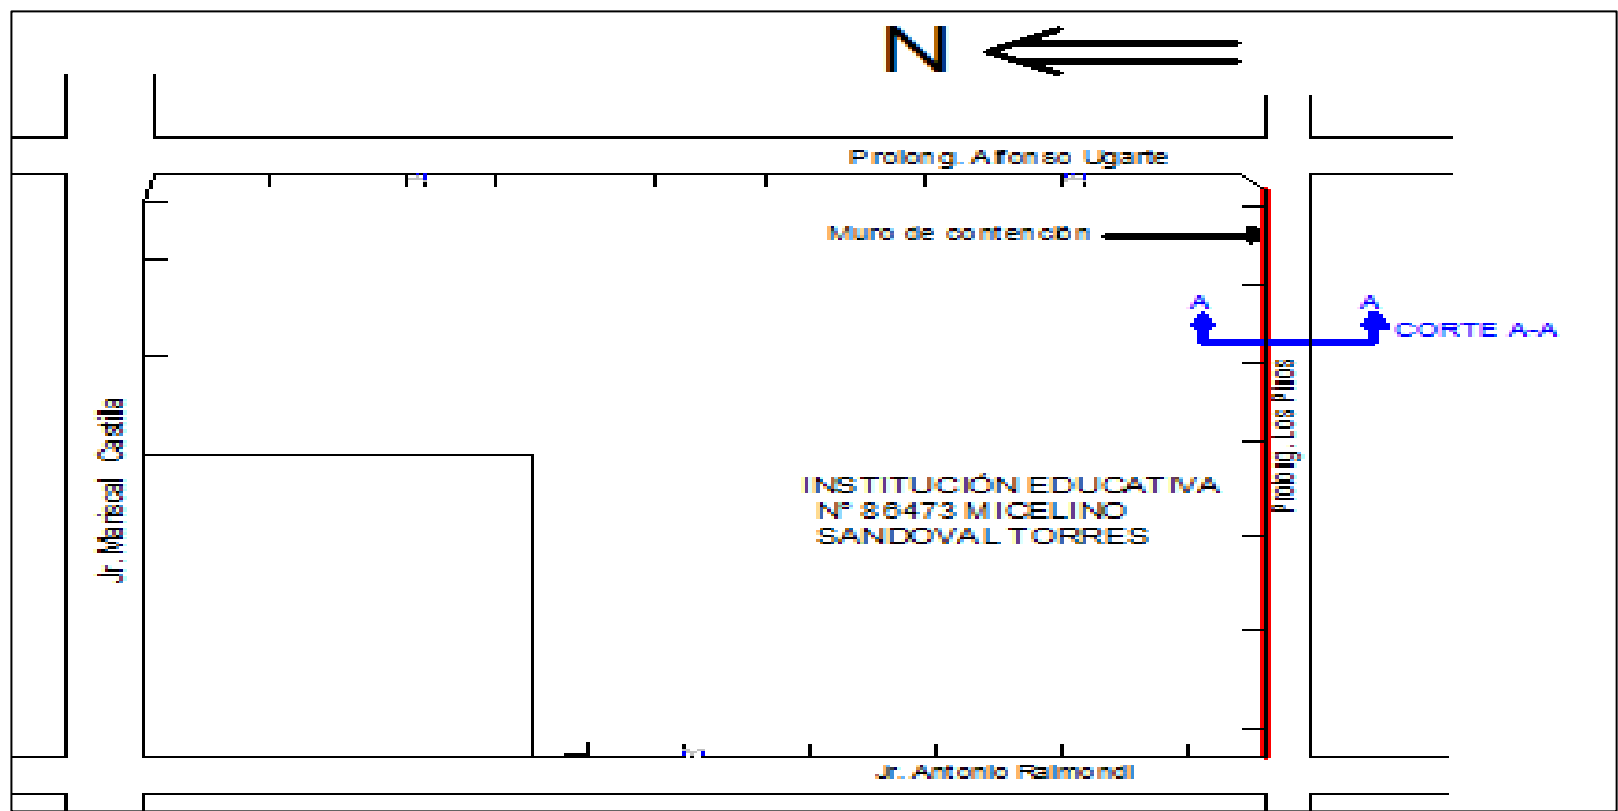 N
Prolong. Alfonso Ugarte
Muro de contención
A A
CORTE A-A
Jr. Mariscal Castilla
Prolong. Los Pinos
INSTITUCIÓN EDUCATIVA
N° 86473 MICELINO
SANDOVAL TORRES
Jr. Antonio Raimondi